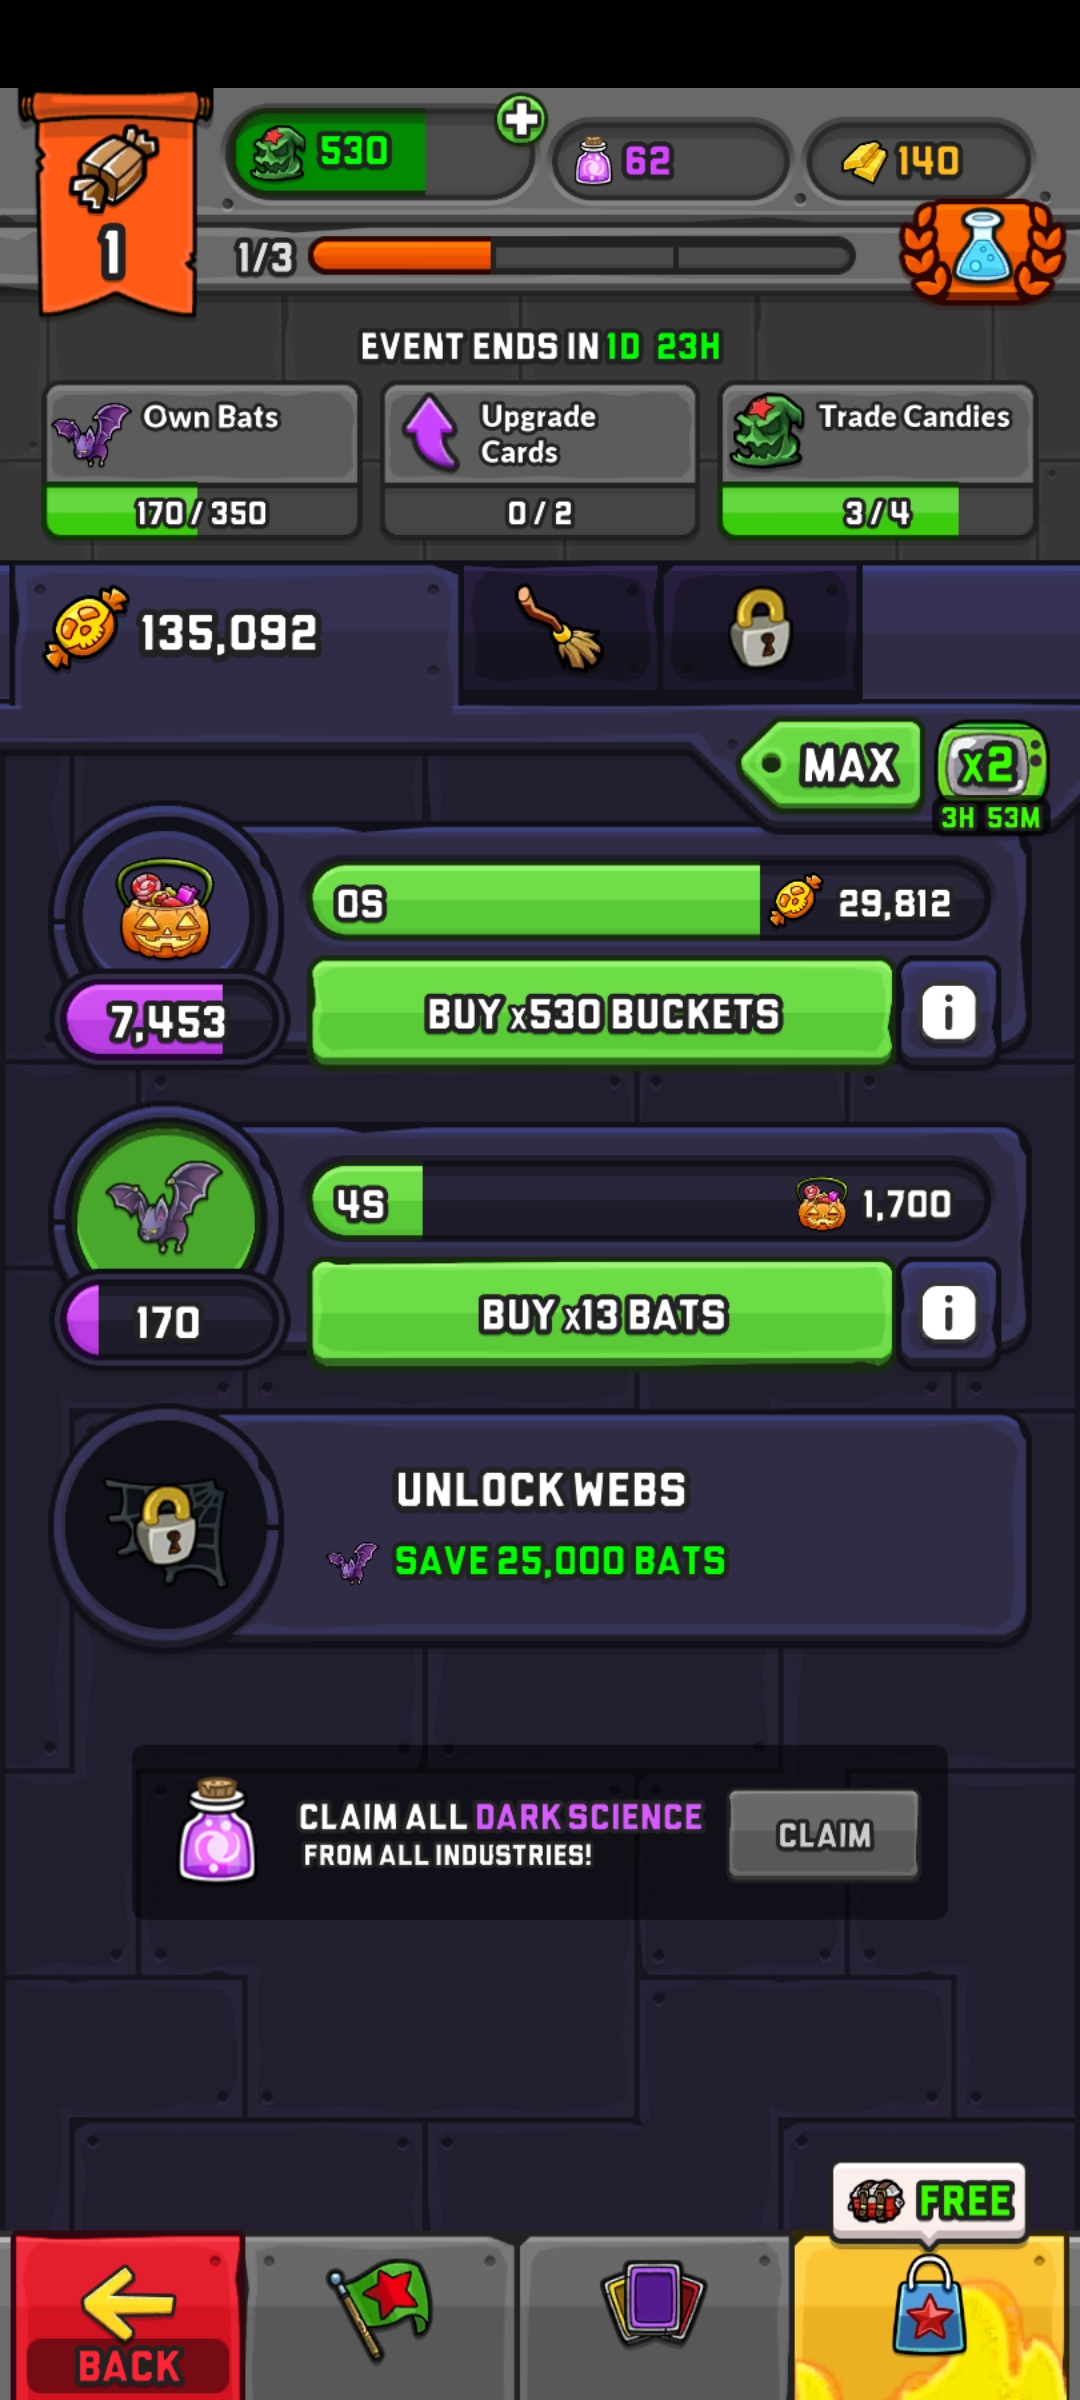 530
62
140
1
1/3
EVENT ENDS IN 1D 23H
Own Bats
170 / 350
Upgrade
Cards
0 / 2
Trade Candies
3 / 4
135,092
MAX
x2
3H 53M
0S
29,812
7,453
BUY x530 BUCKETS
i
4S
1,700
170
BUY x13 BATS
i
UNLOCK WEBS
SAVE 25,000 BATS
CLAIM ALL DARK SCIENCE
FROM ALL INDUSTRIES!
CLAIM
FREE
BACK